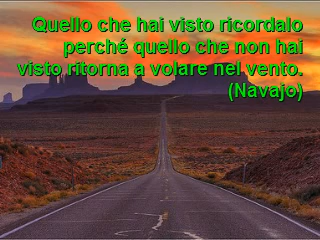 Quello che hai visto ricordalo
perché quello che non hai
visto ritorna a volare nel vento.
(Navajo)